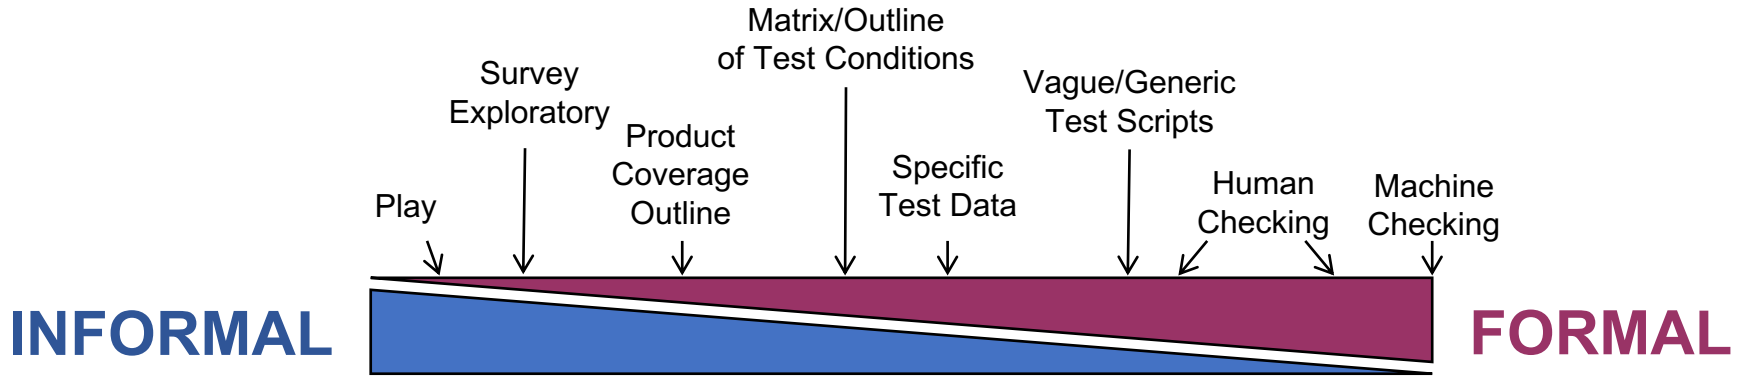 Matrix/Outline
of Test Conditions
Survey
Exploratory
Vague/Generic
Test Scripts
Product
Coverage
Outline
Specific
Test Data
Human
Checking
Machine
Checking
Play
INFORMAL
FORMAL